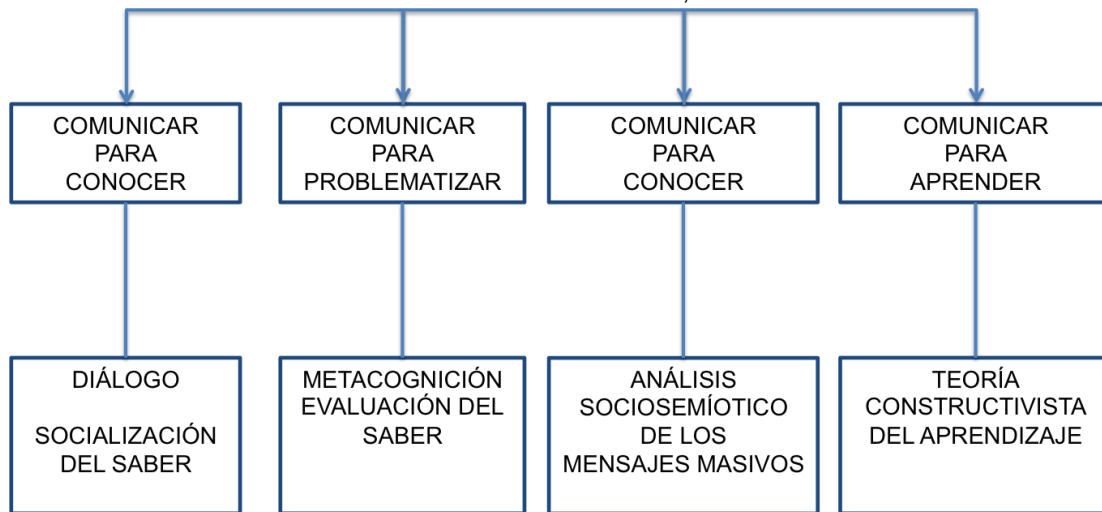 COMUNICAR
PARA
CONOCER
COMUNICAR
PARA
PROBLEMATIZAR
COMUNICAR
PARA
CONOCER
COMUNICAR
PARA
APRENDER
DIÁLOGO
SOCIALIZACIÓN
DEL SABER
METACOGNICIÓN
EVALUACIÓN DEL
SABER
ANÁLISIS
SOCIOSEMÍOTICO
DE LOS
MENSAJES MASIVOS
TEORÍA
CONSTRUCTIVISTA
DEL APRENDIZAJE